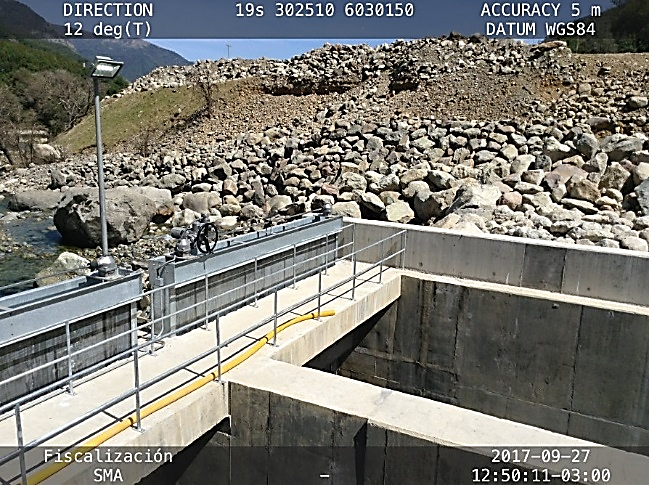 DIRECTION
12 deg(T)
19s 302510 6030150
ACCURACY 5 m
DATUM WGS84
Fiscalización
SMA
–
2017-09-27
12:50:11-03:00